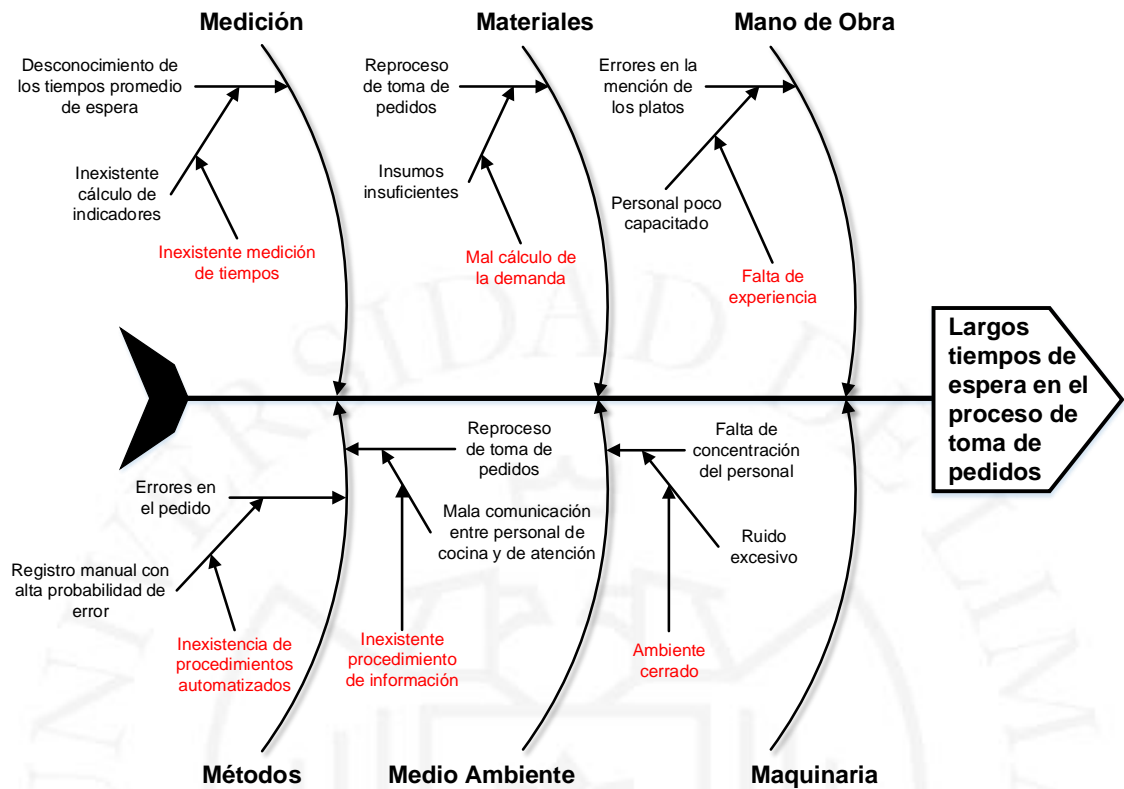 Medición
Materiales
Mano de Obra
Desconocimiento de
los tiempos promedio
de espera
Reproceso
de toma de
pedidos
Errores en la
mención de
los platos
Inexistente
cálculo de
indicadores
Insumos
insuficientes
Personal poco
capacitado
Inexistente medición
de tiempos
Mal cálculo de
la demanda
Falta de
experiencia
Largos
tiempos de
espera en el
proceso de
toma de
pedidos
Reproceso
de toma de
pedidos
Falta de
concentración
del personal
Errores en
el pedido
Mala comunicación
entre personal de
cocina y de atención
Ruido
excesivo
Registro manual con
alta probabilidad de
error
Inexistencia de
procedimientos
automatizados
Inexistente
procedimiento
de información
Ambiente
cerrado
Métodos
Medio Ambiente
Maquinaria
UNIVERSIDAD DE LIMA